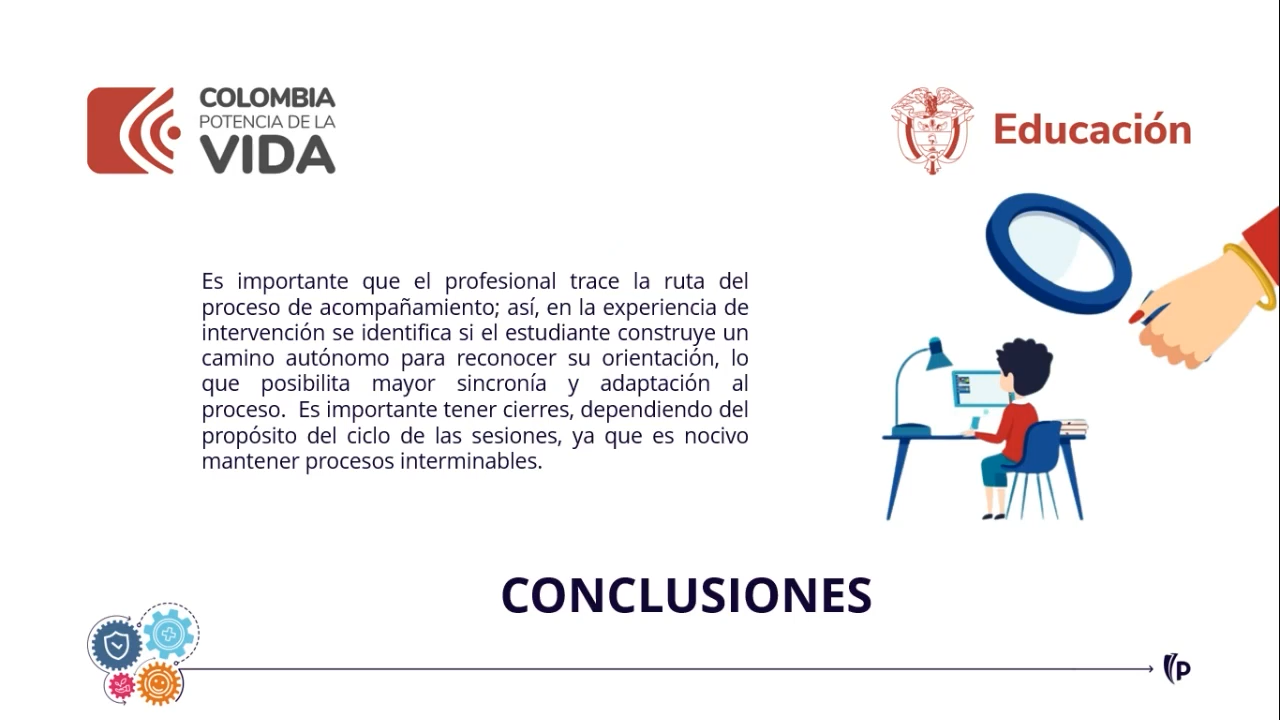 COLOMBIA
POTENCIA DE LA
VIDA
Educación
Es importante que el profesional trace la ruta del
proceso de acompañamiento; así, en la experiencia de
intervención se identifica si el estudiante construye un
camino autónomo para reconocer su orientación, lo
que posibilita mayor sincronía y adaptación al
proceso.  Es importante tener cierres, dependiendo del
propósito del ciclo de las sesiones, ya que es nocivo
mantener procesos interminables.
CONCLUSIONES
P